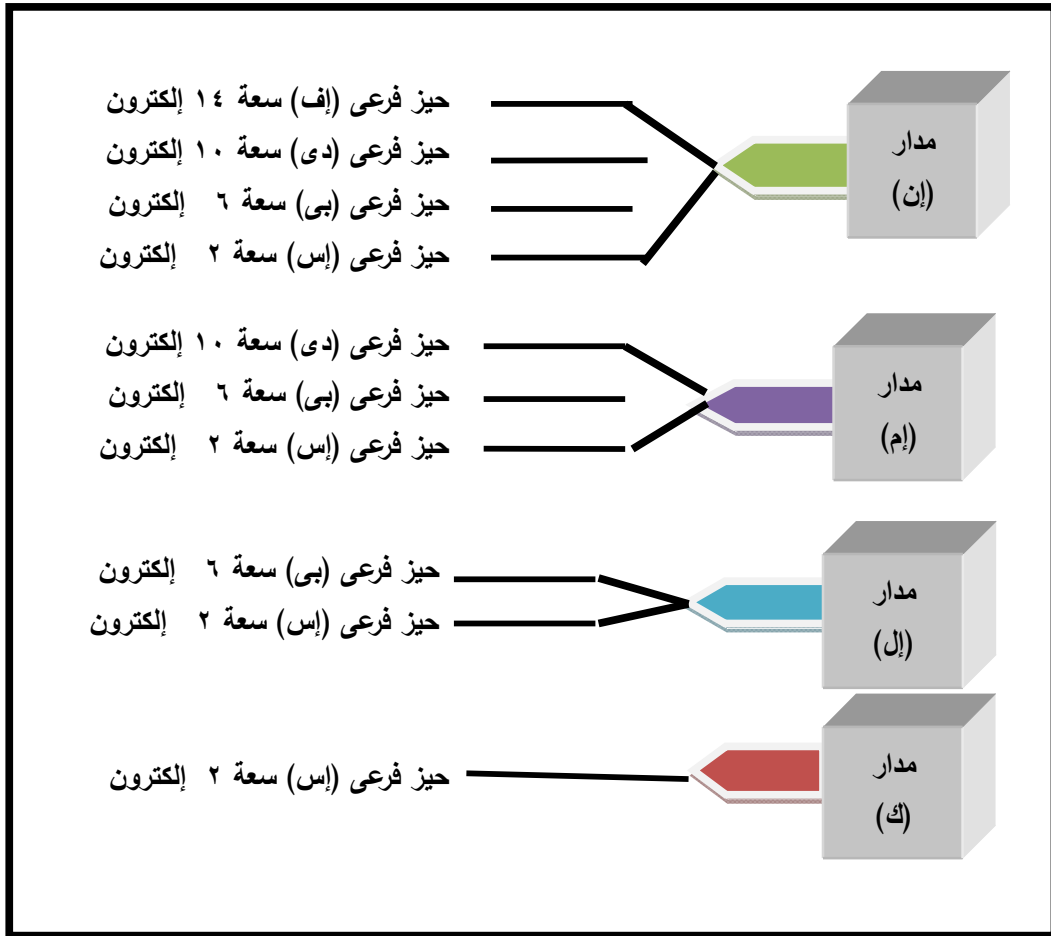 مدار
(إن)
حيز فرعى (إف) سعة ١٤ إلكترون
حيز فرعى (دى) سعة ١٠ إلكترون
حيز فرعى (بى) سعة ٦ إلكترون
حيز فرعى (إس) سعة ٢ إلكترون
مدار
(إم)
حيز فرعى (دى) سعة ١٠ إلكترون
حيز فرعى (بى) سعة ٦ إلكترون
حيز فرعى (إس) سعة ٢ إلكترون
مدار
(إل)
حيز فرعى (بى) سعة ٦ إلكترون
حيز فرعى (إس) سعة ٢ إلكترون
مدار
(ك)
حيز فرعى (إس) سعة ٢ إلكترون